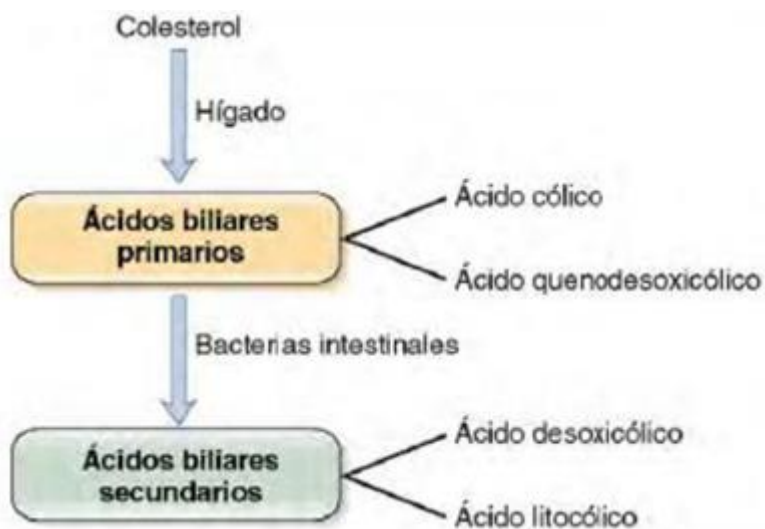 Colesterol
Hígado
Ácidos biliares
primarios
Ácido cólico
Ácido quenodesoxicólico
Bacterias intestinales
Ácidos biliares
secundarios
Ácido desoxicólico
Ácido litocólico